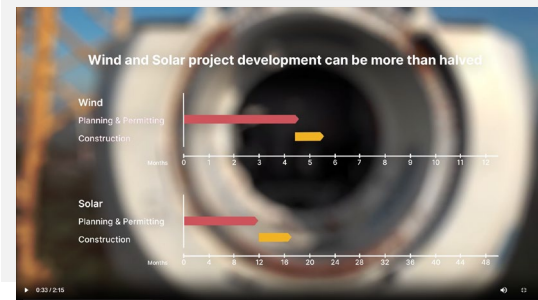 Wind and Solar project development can be more than halved
Wind
Planning & Permitting
Construction
Months 0 1 2 3 4 5 6 7 8 9 10 11 12
Solar
Planning & Permitting
Construction
Months 0 4 8 12 16 20 24 28 32 36 40 44 48
0:33 / 2:15